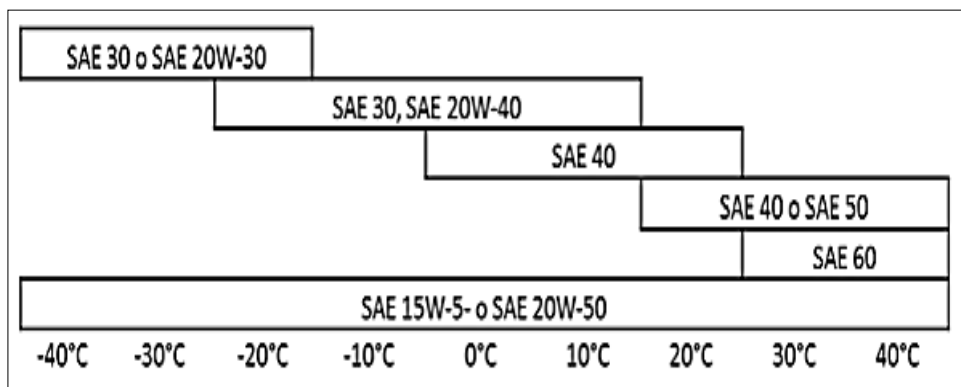 SAE 30 o SAE 20W-30
SAE 30, SAE 20W-40
SAE 40
SAE 40 o SAE 50
SAE 60
SAE 15W-5- o SAE 20W-50
-40°C -30°C -20°C -10°C 0°C 10°C 20°C 30°C 40°C